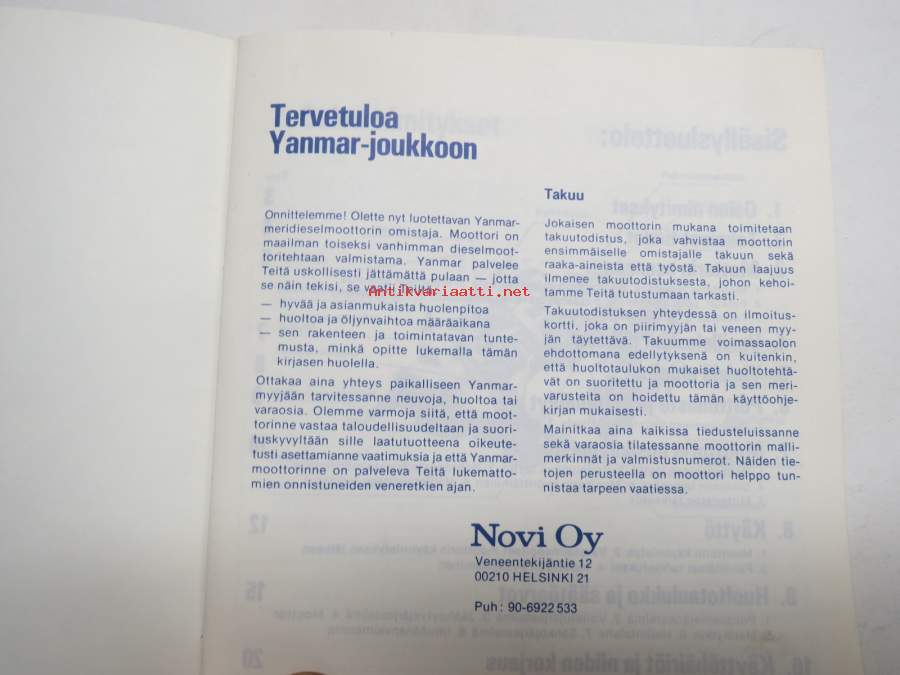 Tervetuloa
Yanmar-joukkoon
Onnittelemme! Olette nyt luotettavan Yanmar-
meridieselmoottorin omistaja. Moottori on
maailman toiseksi vanhimman dieselmoot-
toritehtaan valmistama. Yanmar palvelee
Teitä uskollisesti jättämättä pulaan — jotta
se näin tekisi, se vaatii Teiltä
Antikvariaatti.net
— hyvää ja asianmukaista huolenpitoa
— huoltoa ja öljynvaihtoa määräaikana
— sen rakenteen ja toimintatavan tunte-
musta, minkä opitte lukemalla tämän
kirjasen huolella.
Ottakaa aina yhteys paikalliseen Yanmar-
myyjään tarvitessanne neuvoja, huoltoa tai
varaosia. Olemme varmoja siitä, että moot-
torinne vastaa taloudellisuudeltaan ja suori-
tuskyvyltään sille laatutuotteena oikeute-
tusti asettamianne vaatimuksia ja että Yanmar-
moottorinne on palveleva Teitä lukematto-
mien onnistuneiden veneretkien ajan.
Takuu
Jokaisen moottorin mukana toimitetaan
takuutodistus, joka vahvistaa moottorin
ensimmäiselle omistajalle takuun sekä
raaka-aineista että työstä. Takuun laajuus
ilmenee takuutodistuksesta, johon kehoi-
tamme Teitä tutustumaan tarkasti.
Takuutodistuksen yhteydessä on ilmoitus-
kortti, joka on piirimyyjän tai veneen myy-
jän täytettävä. Takuumme voimassaolon
ehdottomana edellytyksenä on kuitenkin,
että huoltotaulukon mukaiset huoltotehtä-
vät on suoritettu ja moottoria ja sen meri-
varusteita on hoidettu tämän käyttöohje-
kirjan mukaisesti.
Mainitkaa aina kaikissa tiedusteluissanne
sekä varaosia tilatessanne moottorin malli-
merkinnät ja valmistusnumerot. Näiden tie-
tojen perusteella on moottori helppo tun-
nistaa tarpeen vaatiessa.
Novi Oy
Veneentekijäntie 12
00210 HELSINKI 21
Puh: 90-6922 533